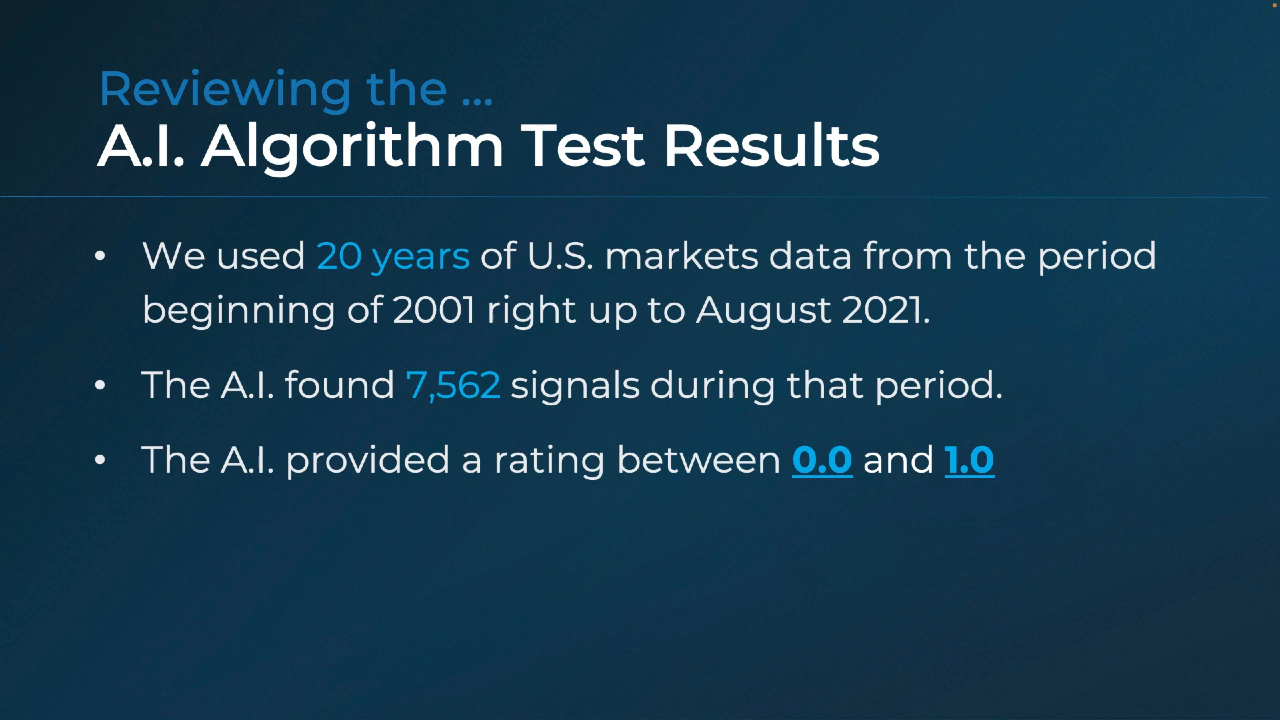 Reviewing the ...
A.I. Algorithm Test Results
• We used 20 years of U.S. markets data from the period
beginning of 2001 right up to August 2021.
• The A.I. found 7,562 signals during that period.
• The A.I. provided a rating between 0.0 and 1.0